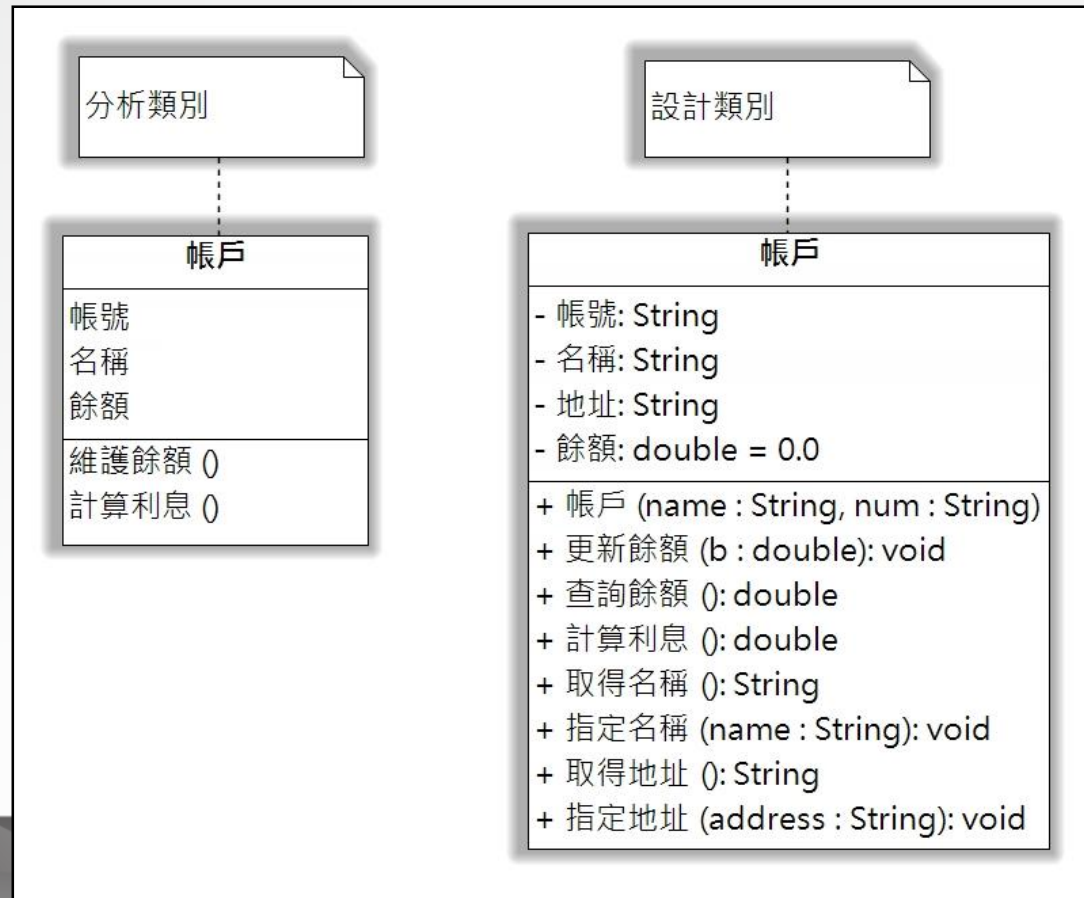 分析類別
帳戶
帳號
名稱
餘額
維護餘額 ()
計算利息 ()
設計類別
帳戶
- 帳號: String
- 名稱: String
- 地址: String
- 餘額: double = 0.0
+ 帳戶 (name : String, num : String)
+ 更新餘額 (b : double): void
+ 查詢餘額 (): double
+ 計算利息 (): double
+ 取得名稱 (): String
+ 指定名稱 (name : String): void
+ 取得地址 (): String
+ 指定地址 (address : String): void